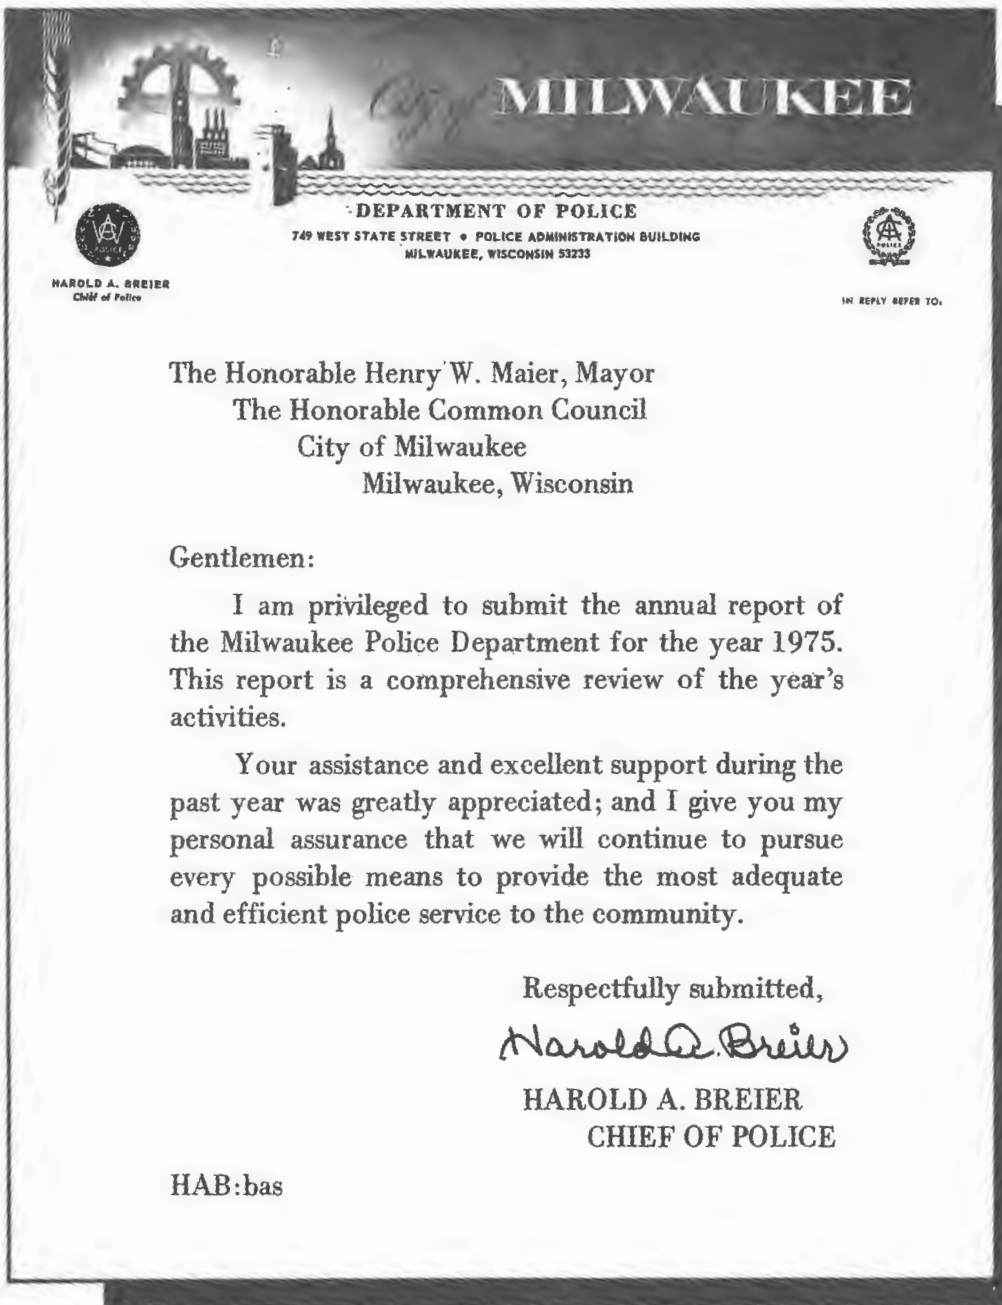 City of MILWAUKEE
DEPARTMENT OF POLICE
749 WEST STATE STREET • POLICE ADMINISTRATION BUILDING
MILWAUKEE, WISCONSIN 53233
POLICE
POLICE
HAROLD A. BREIER
Chief of Police
IN REPLY REFER TO:
The Honorable Henry W. Maier, Mayor
The Honorable Common Council
City of Milwaukee
Milwaukee, Wisconsin
Gentlemen:
I am privileged to submit the annual report of
the Milwaukee Police Department for the year 1975.
This report is a comprehensive review of the year's
activities.
Your assistance and excellent support during the
past year was greatly appreciated; and I give you my
personal assurance that we will continue to pursue
every possible means to provide the most adequate
and efficient police service to the community.
Respectfully submitted,
Harold A. Breier
HAROLD A. BREIER
CHIEF OF POLICE
HAB:bas